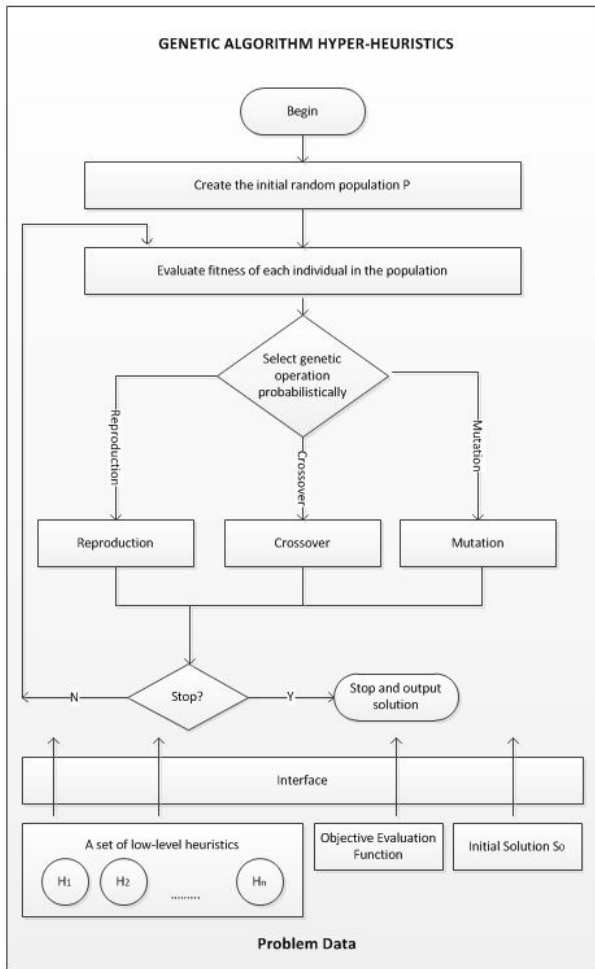 GENETIC ALGORITHM HYPER-HEURISTICS
Begin
Create the initial random population P
Evaluate fitness of each individual in the population
Select genetic
operation
probabilistically
Reproduction
Crossover
Mutation
Reproduction
Crossover
Mutation
N
Stop?
Y
Stop and output
solution
Interface
A set of low-level heuristics
H1
H2
.........
Hn
Objective Evaluation
Function
Initial Solution S0
Problem Data